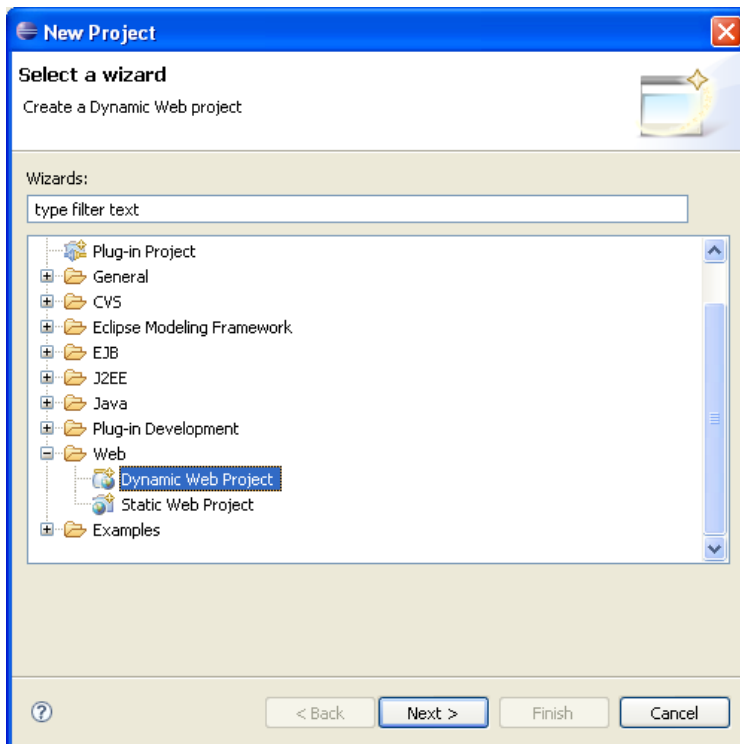 New Project
Select a wizard
Create a Dynamic Web project
Wizards:
type filter text
Plug-in Project
General
CVS
Eclipse Modeling Framework
EJB
J2EE
Java
Plug-in Development
Web
Dynamic Web Project
Static Web Project
Examples
? < Back Next > Finish Cancel